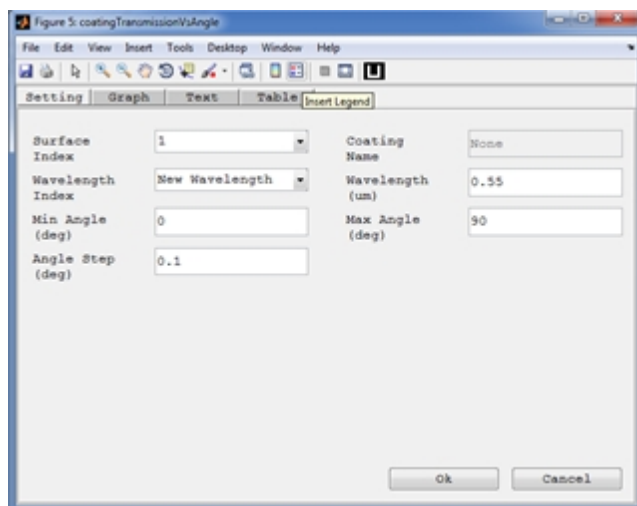 Figure 5: coatingTransmissionVsAngle
File Edit View Insert Tools Desktop Window Help
Setting Graph Text Table
Insert Legend
Surface Index 1 Coating Name None
Wavelength Index New Wavelength Wavelength (um) 0.55
Min Angle (deg) 0 Max Angle (deg) 90
Angle Step (deg) 0.1
Ok Cancel